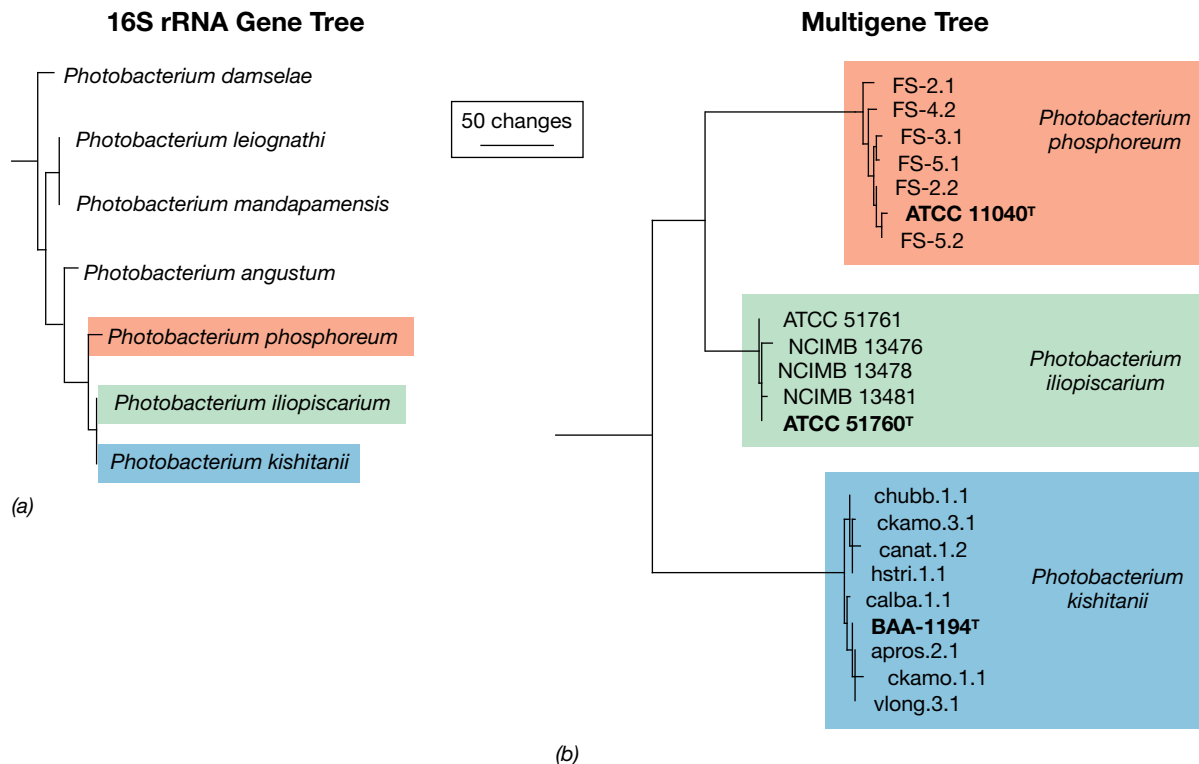 16S rRNA Gene Tree
Photobacterium damselae
Photobacterium leiognathi
Photobacterium mandapamensis
Photobacterium angustum
Photobacterium phosphoreum
Photobacterium iliopiscarium
Photobacterium kishitanii
(a)
50 changes
Multigene Tree
FS-2.1
FS-4.2
FS-3.1
FS-5.1
FS-2.2
ATCC 11040ᵀ
FS-5.2
Photobacterium
phosphoreum
ATCC 51761
NCIMB 13476
NCIMB 13478
NCIMB 13481
ATCC 51760ᵀ
Photobacterium
iliopiscarium
chubb.1.1
ckamo.3.1
canat.1.2
hstri.1.1
calba.1.1
BAA-1194ᵀ
apros.2.1
ckamo.1.1
vlong.3.1
Photobacterium
kishitanii
(b)